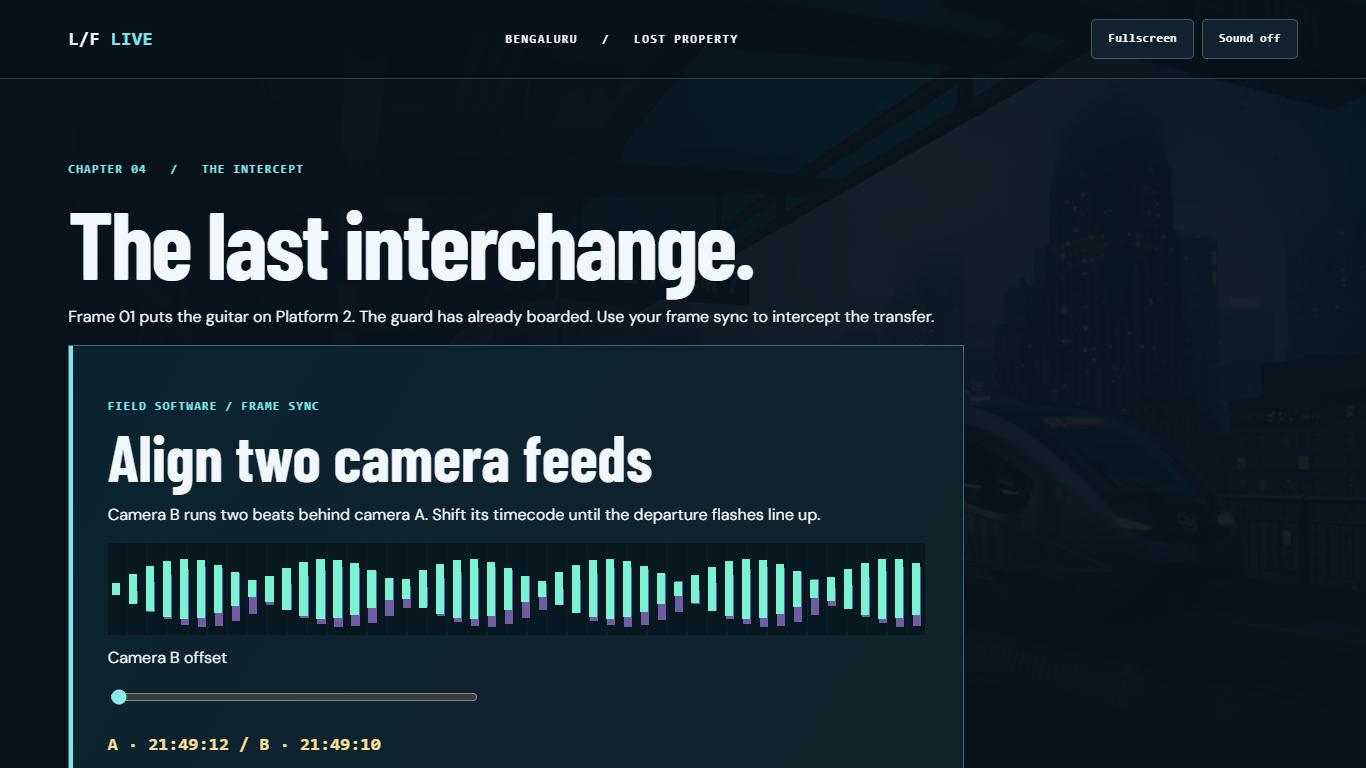 L/F LIVE
BENGALURU / LOST PROPERTY
Fullscreen
Sound off
CHAPTER 04 / THE INTERCEPT
The last interchange.
Frame 01 puts the guitar on Platform 2. The guard has already boarded. Use your frame sync to intercept the transfer.
FIELD SOFTWARE / FRAME SYNC
Align two camera feeds
Camera B runs two beats behind camera A. Shift its timecode until the departure flashes line up.
Camera B offset
A · 21:49:12 / B · 21:49:10